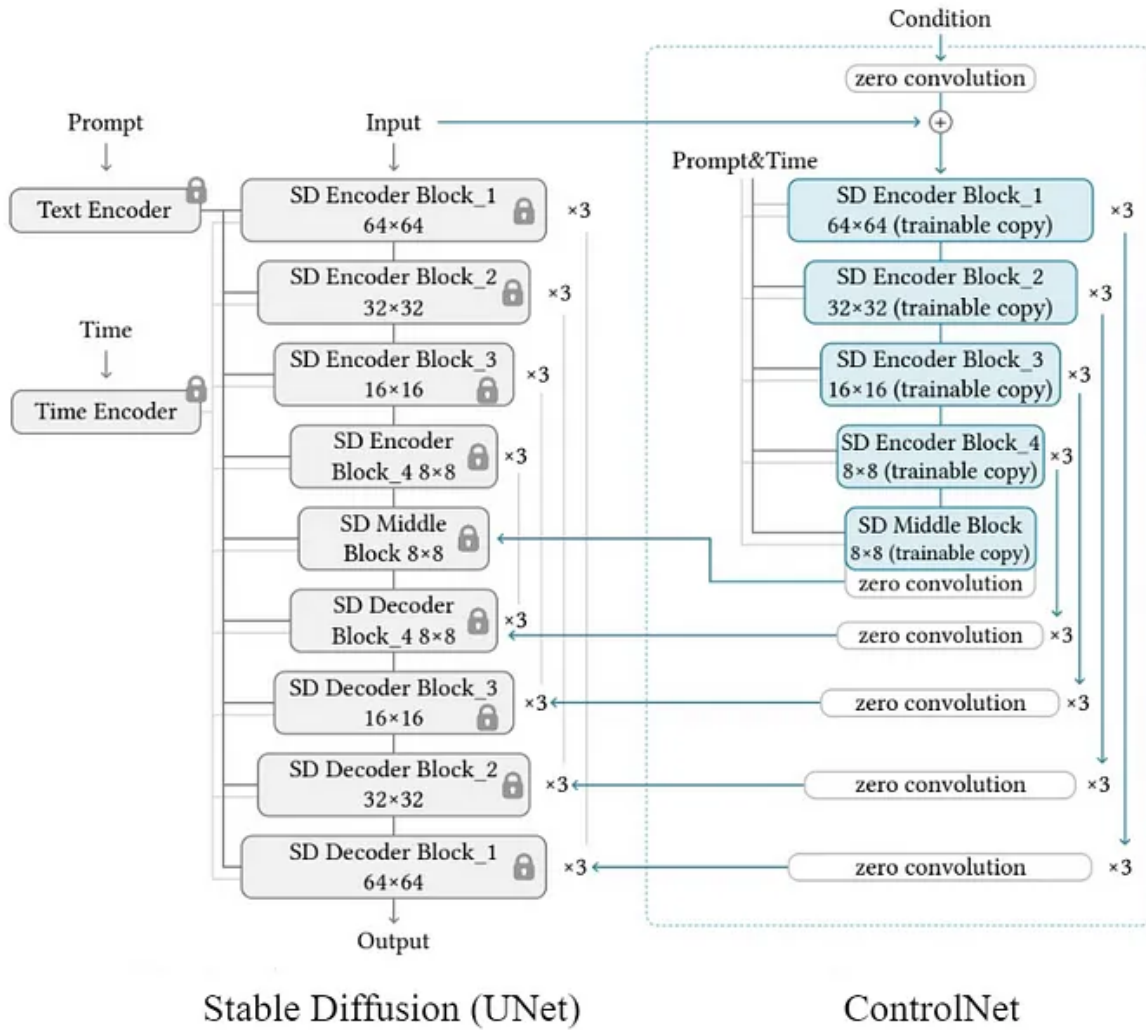 Condition
zero convolution
Prompt
Input
+
Prompt&Time
Text Encoder
SD Encoder Block_1
64×64
×3
SD Encoder Block_1
64×64 (trainable copy)
×3
SD Encoder Block_2
32×32
×3
SD Encoder Block_2
32×32 (trainable copy)
×3
Time
Time Encoder
SD Encoder Block_3
16×16
×3
SD Encoder Block_3
16×16 (trainable copy)
×3
SD Encoder
Block_4 8×8
×3
SD Encoder Block_4
8×8 (trainable copy)
×3
SD Middle
Block 8×8
SD Middle Block
8×8 (trainable copy)
zero convolution
SD Decoder
Block_4 8×8
×3
zero convolution
×3
SD Decoder Block_3
16×16
×3
zero convolution
×3
SD Decoder Block_2
32×32
×3
zero convolution
×3
SD Decoder Block_1
64×64
×3
zero convolution
×3
Output
Stable Diffusion (UNet)
ControlNet